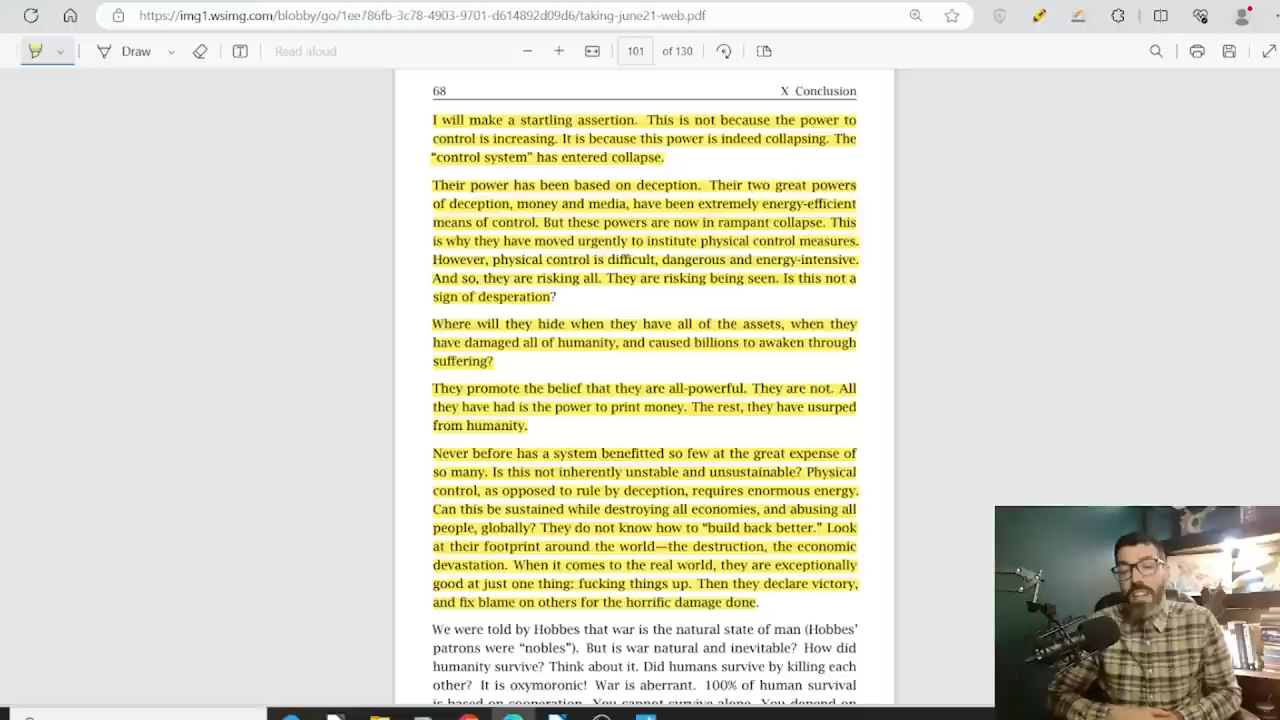 https://img1.wsimg.com/blobby/go/1ee786fb-3c78-4903-9701-d614892d09d6/taking-june21-web.pdf
Draw
Read aloud
101
of 130
68
X Conclusion
I will make a startling assertion. This is not because the power to
control is increasing. It is because this power is indeed collapsing. The
“control system” has entered collapse.
Their power has been based on deception. Their two great powers
of deception, money and media, have been extremely energy-efficient
means of control. But these powers are now in rampant collapse. This
is why they have moved urgently to institute physical control measures.
However, physical control is difficult, dangerous and energy-intensive.
And so, they are risking all. They are risking being seen. Is this not a
sign of desperation?
Where will they hide when they have all of the assets, when they
have damaged all of humanity, and caused billions to awaken through
suffering?
They promote the belief that they are all-powerful. They are not. All
they have had is the power to print money. The rest, they have usurped
from humanity.
Never before has a system benefitted so few at the great expense of
so many. Is this not inherently unstable and unsustainable? Physical
control, as opposed to rule by deception, requires enormous energy.
Can this be sustained while destroying all economies, and abusing all
people, globally? They do not know how to “build back better.” Look
at their footprint around the world—the destruction, the economic
devastation. When it comes to the real world, they are exceptionally
good at just one thing: fucking things up. Then they declare victory,
and fix blame on others for the horrific damage done.
We were told by Hobbes that war is the natural state of man (Hobbes’
patrons were “nobles”). But is war natural and inevitable? How did
humanity survive? Think about it. Did humans survive by killing each
other? It is oxymoronic! War is aberrant. 100% of human survival
is based on cooperation. You cannot survive alone. You depend on